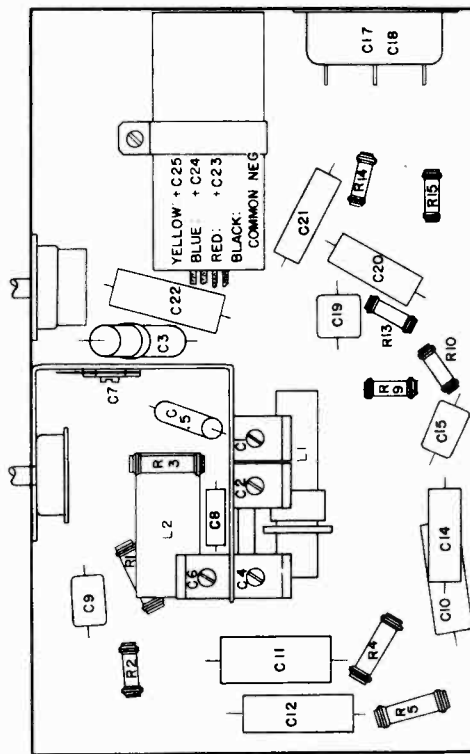 C17
C18
YELLOW: +C25
BLUE: +C24
RED: +C23
BLACK:
COMMON NEG
R14
R15
C21
C20
C22
C19
C3
R13
R10
C7
R9
C.5
C15
C1
L1
R3
C2
L2
C8
C14
R1
C6
C4
C9
C10
R2
C11
R4
C12
R5